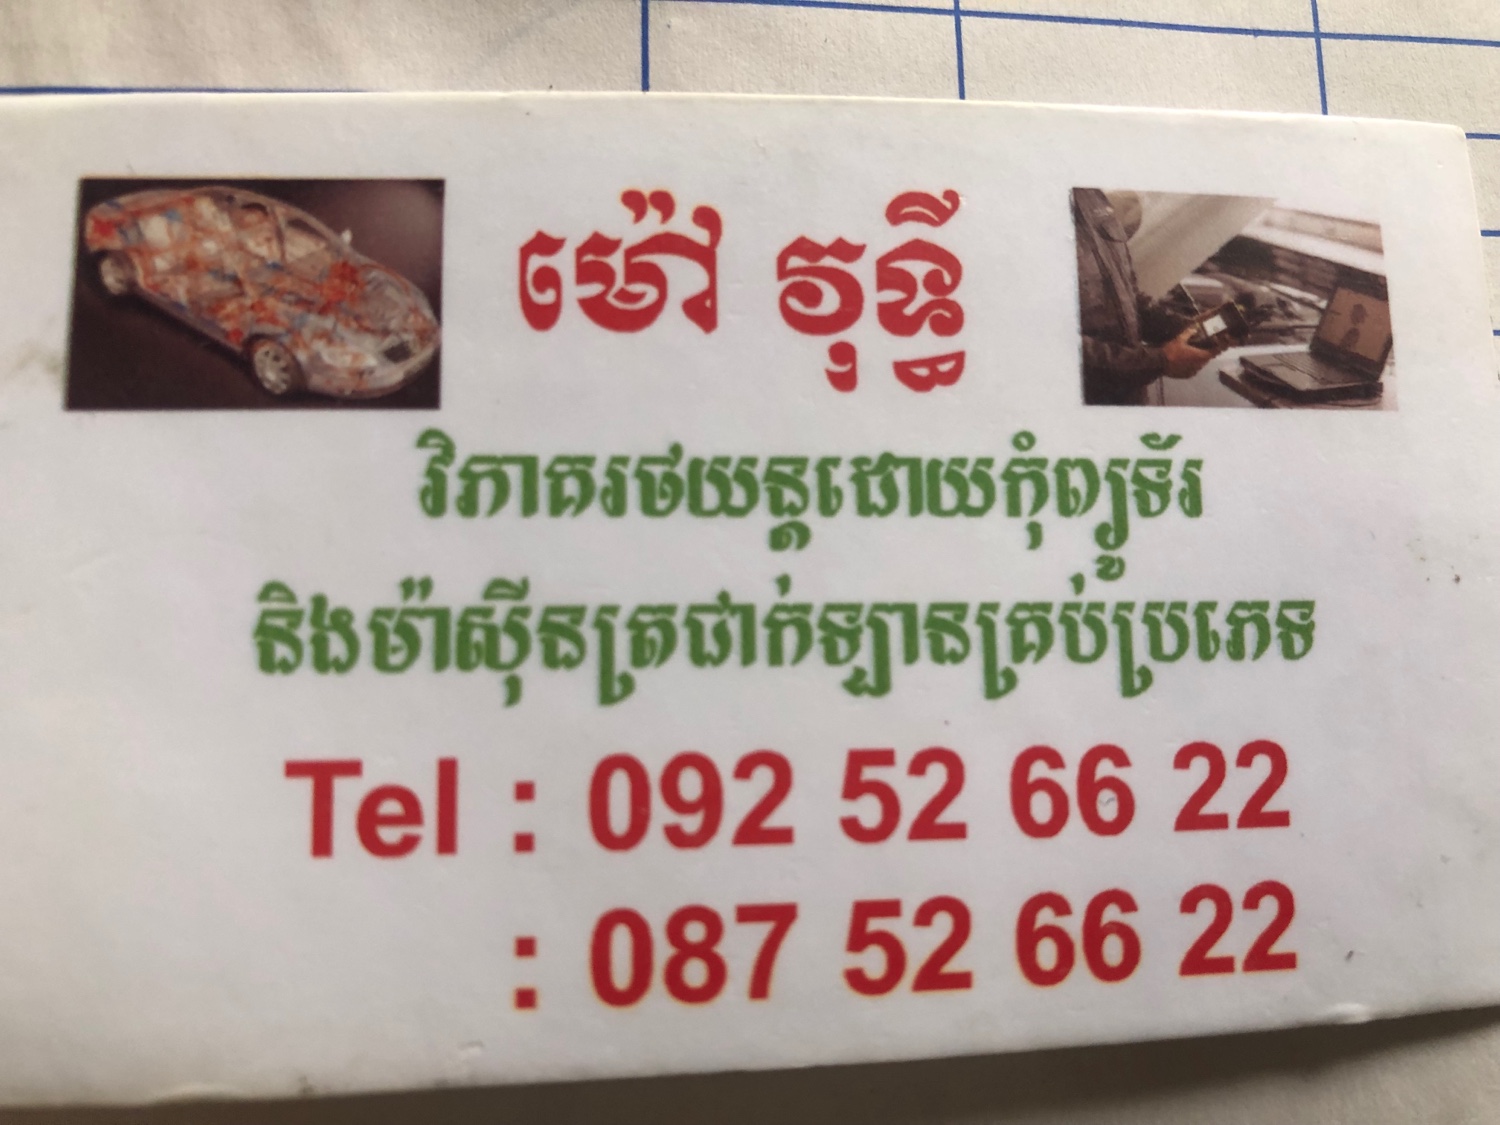 ម៉ៅ វុទ្ធី
វិភាគរថយន្តដោយកុំព្យូទ័រ
និងម៉ាស៊ីនត្រជាក់ឡានគ្រប់ប្រភេទ
Tel : 092 52 66 22
: 087 52 66 22